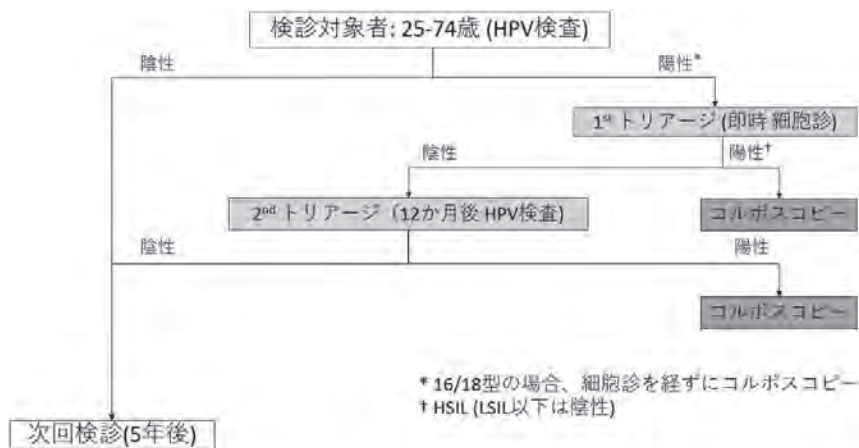 検診対象者: 25-74歳 (HPV検査)
陰性
陽性*
1st トリアージ (即時 細胞診)
陰性
陽性†
2nd トリアージ（12か月後 HPV検査)
コルポスコピー
陰性
陽性
コルポスコピー
* 16/18型の場合、細胞診を経ずにコルポスコピー
† HSIL (LSIL以下は陰性)
次回検診(5年後)